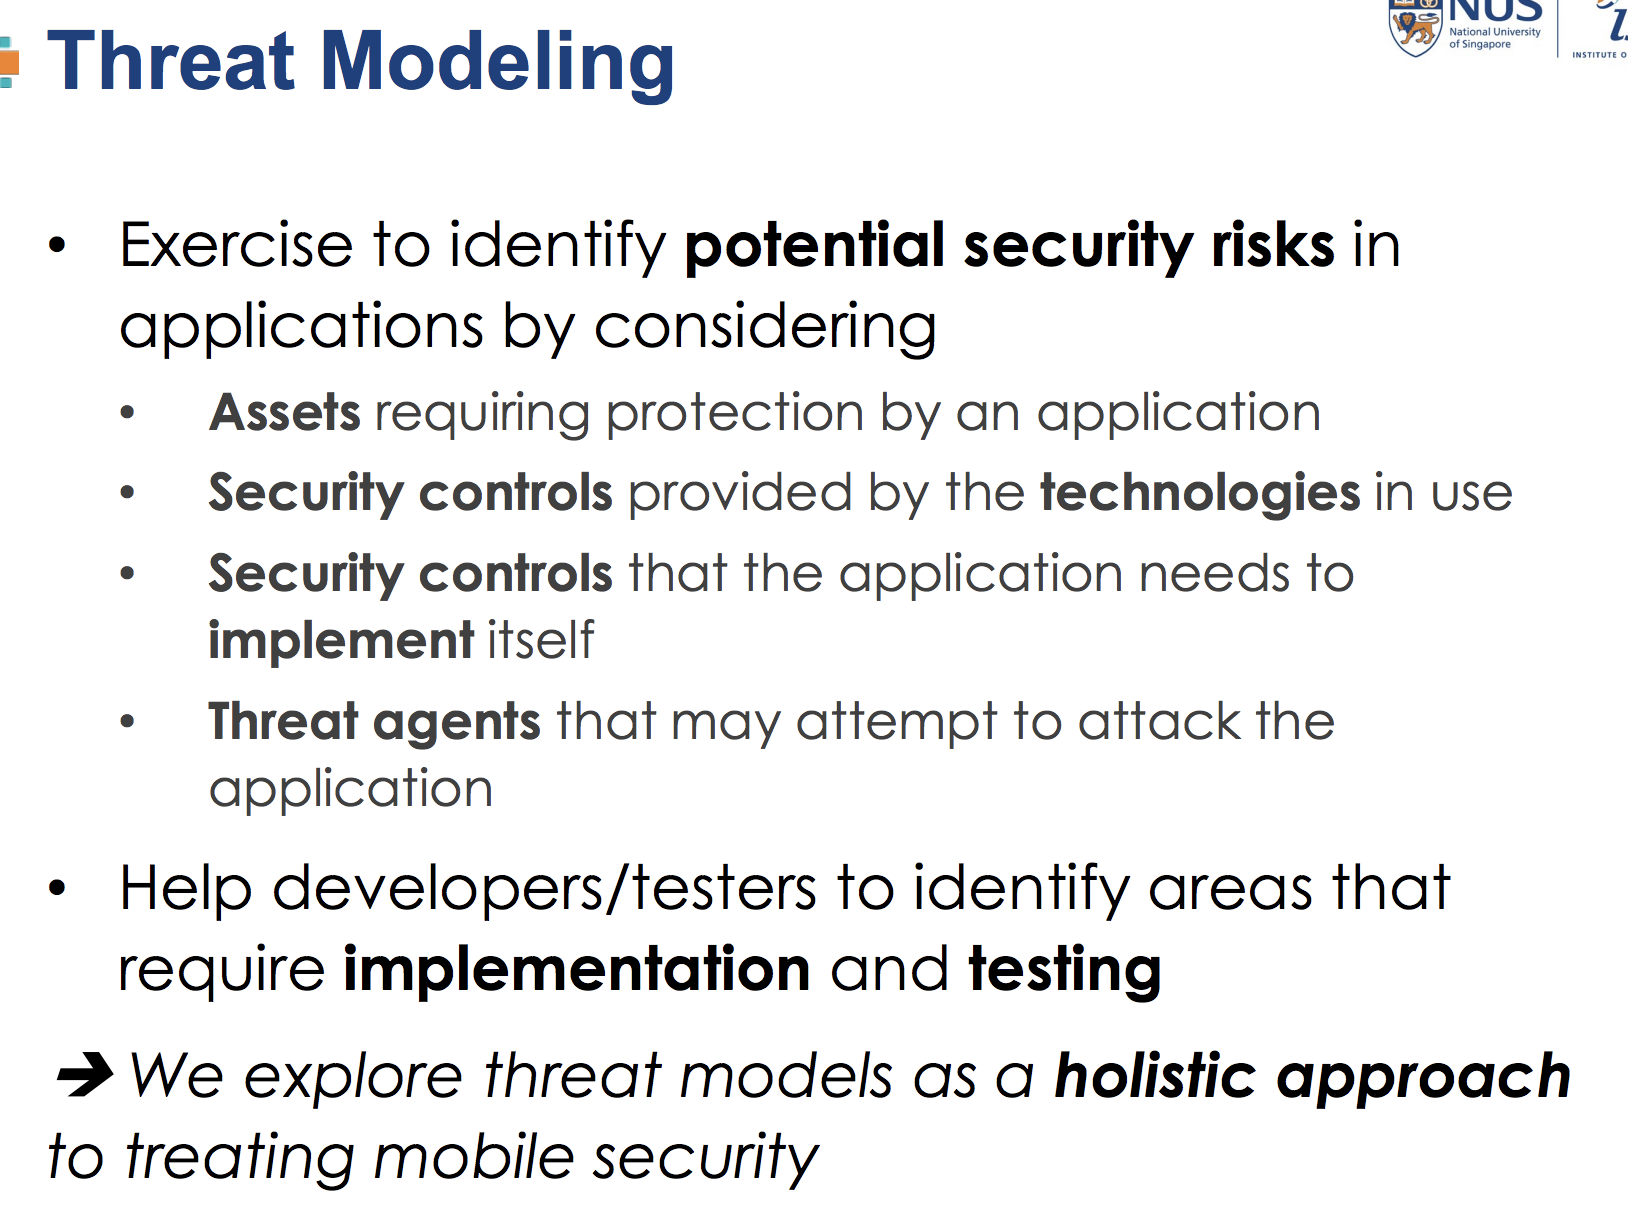 Threat Modeling
NUS
National University
of Singapore
INSTITUTE
• Exercise to identify potential security risks in
applications by considering
• Assets requiring protection by an application
• Security controls provided by the technologies in use
• Security controls that the application needs to
implement itself
• Threat agents that may attempt to attack the
application
• Help developers/testers to identify areas that
require implementation and testing
➔ We explore threat models as a holistic approach
to treating mobile security